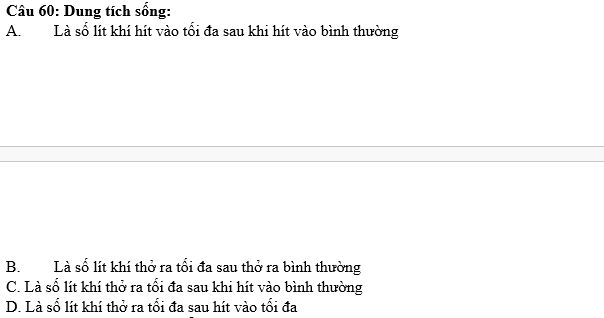 Câu 60: Dung tích sống:
A. Là số lít khí hít vào tối đa sau khi hít vào bình thường
B. Là số lít khí thở ra tối đa sau thở ra bình thường
C. Là số lít khí thở ra tối đa sau khi hít vào bình thường
D. Là số lít khí thở ra tối đa sau hít vào tối đa